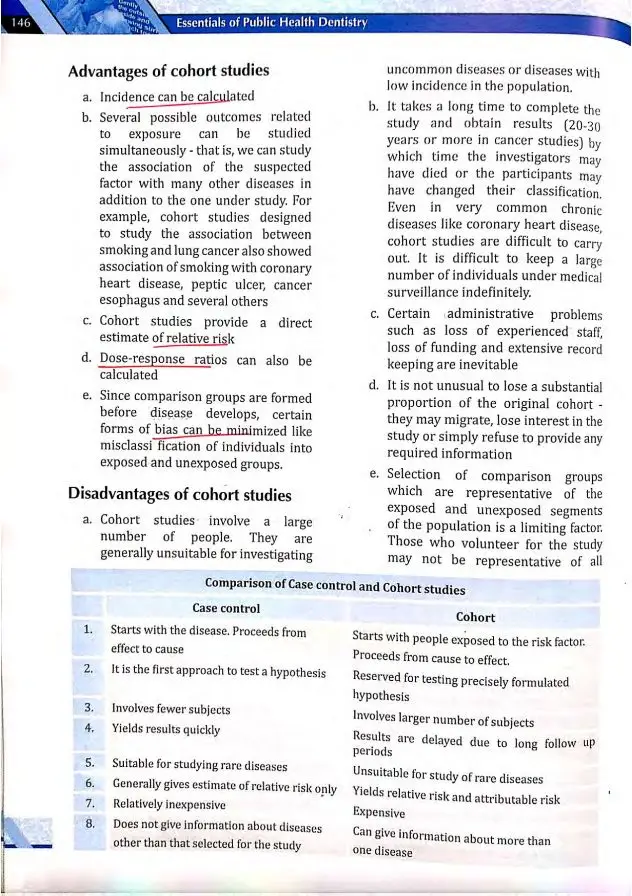 146
Essentials of Public Health Dentistry
Advantages of cohort studies
a. Incidence can be calculated
b. Several possible outcomes related
to exposure can be studied
simultaneously - that is, we can study
the association of the suspected
factor with many other diseases in
addition to the one under study. For
example, cohort studies designed
to study the association between
smoking and lung cancer also showed
association of smoking with coronary
heart disease, peptic ulcer, cancer
esophagus and several others
c. Cohort studies provide a direct
estimate of relative risk
d. Dose-response ratios can also be
calculated
e. Since comparison groups are formed
before disease develops, certain
forms of bias can be minimized like
misclassi fication of individuals into
exposed and unexposed groups.
Disadvantages of cohort studies
a. Cohort studies involve a large
number of people. They are
generally unsuitable for investigating
uncommon diseases or diseases with
low incidence in the population.
b. It takes a long time to complete the
study and obtain results (20-30
years or more in cancer studies) by
which time the investigators may
have died or the participants may
have changed their classification.
Even in very common chronic
diseases like coronary heart disease,
cohort studies are difficult to carry
out. It is difficult to keep a large
number of individuals under medical
surveillance indefinitely.
c. Certain administrative problems
such as loss of experienced staff,
loss of funding and extensive record
keeping are inevitable
d. It is not unusual to lose a substantial
proportion of the original cohort -
they may migrate, lose interest in the
study or simply refuse to provide any
required information
e. Selection of comparison groups
which are representative of the
exposed and unexposed segments
of the population is a limiting factor.
Those who volunteer for the study
may not be representative of all
Comparison of Case control and Cohort studies
Case control
Cohort
1. Starts with the disease. Proceeds from
effect to cause
Starts with people exposed to the risk factor.
Proceeds from cause to effect.
2. It is the first approach to test a hypothesis
Reserved for testing precisely formulated
hypothesis
3. Involves fewer subjects
Involves larger number of subjects
4. Yields results quickly
Results are delayed due to long follow up
periods
5. Suitable for studying rare diseases
Unsuitable for study of rare diseases
6. Generally gives estimate of relative risk only
Yields relative risk and attributable risk
7. Relatively inexpensive
Expensive
8. Does not give information about diseases
other than that selected for the study
Can give information about more than
one disease